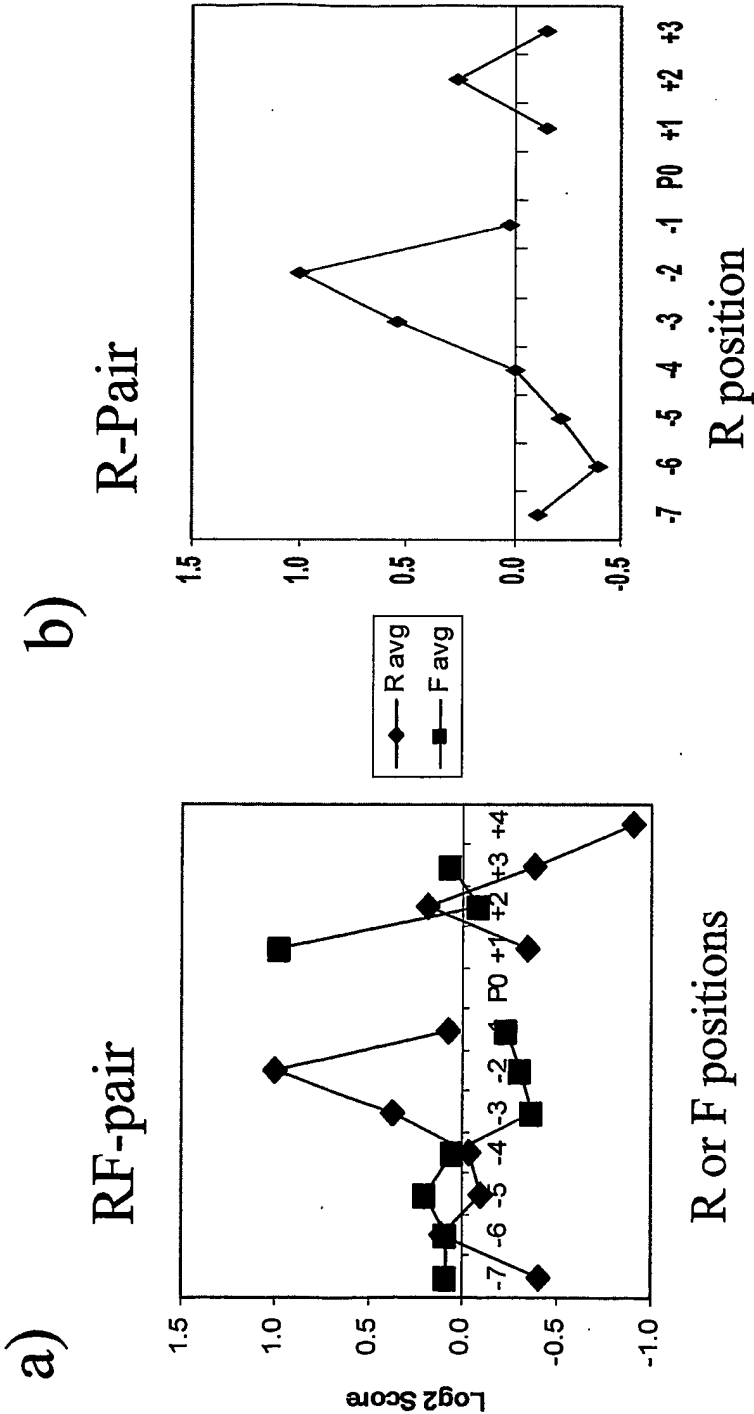 a)
RF-pair
1.5
1.0
0.5
0.0
-0.5
-1.0
Log2 Score
-7 -6 -5 -4 -3 -2 P0 +1 +2 +3 +4
R or F positions
R avg
F avg
b)
R-Pair
1.5
1.0
0.5
0.0
-0.5
-7 -6 -5 -4 -3 -2 -1 P0 +1 +2 +3
R position